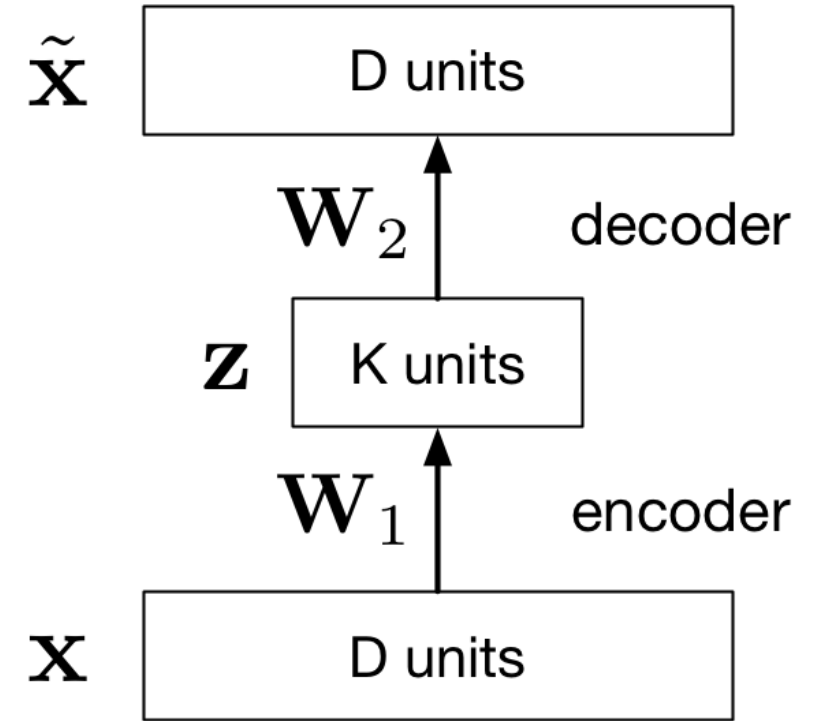 x̃ D units
W₂ decoder
z K units
W₁ encoder
x D units